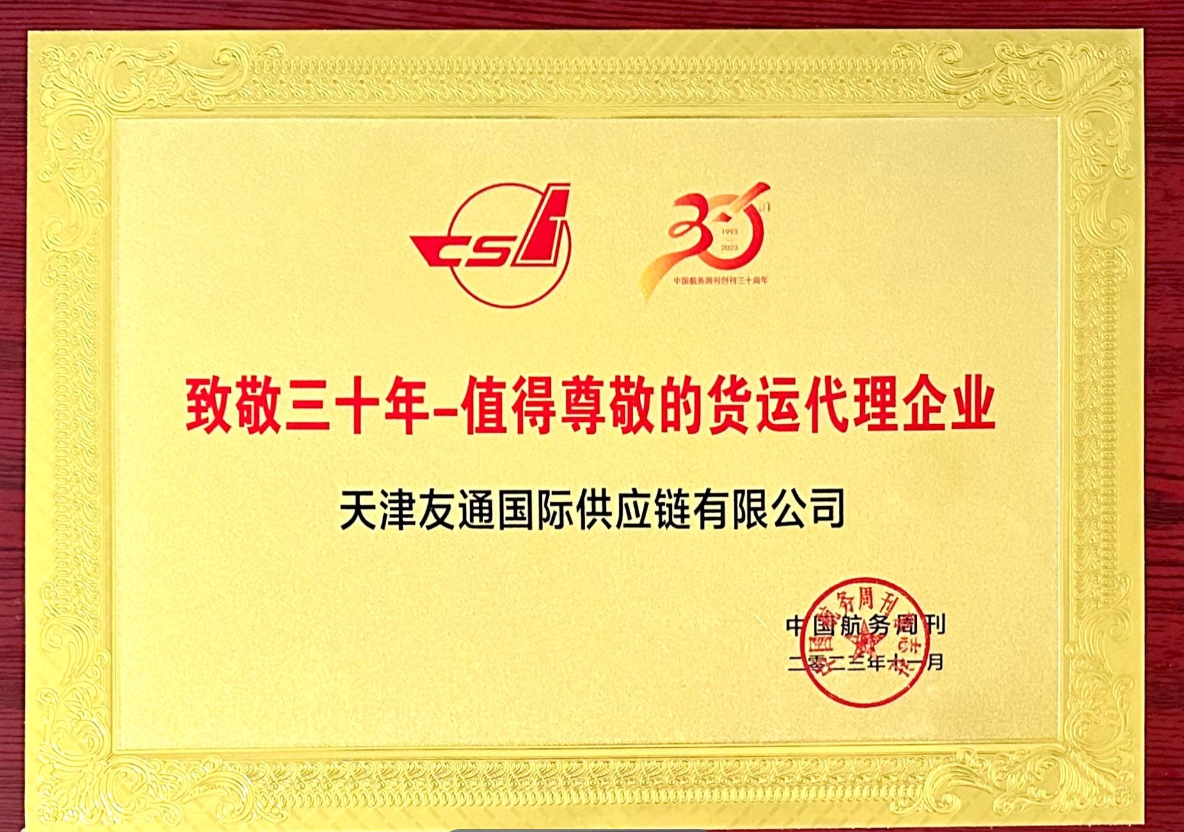 CSA
30
1993
2023
中国航务周刊创刊三十周年
致敬三十年-值得尊敬的货运代理企业
天津友通国际供应链有限公司
中国航务周刊
二零二三年十一月